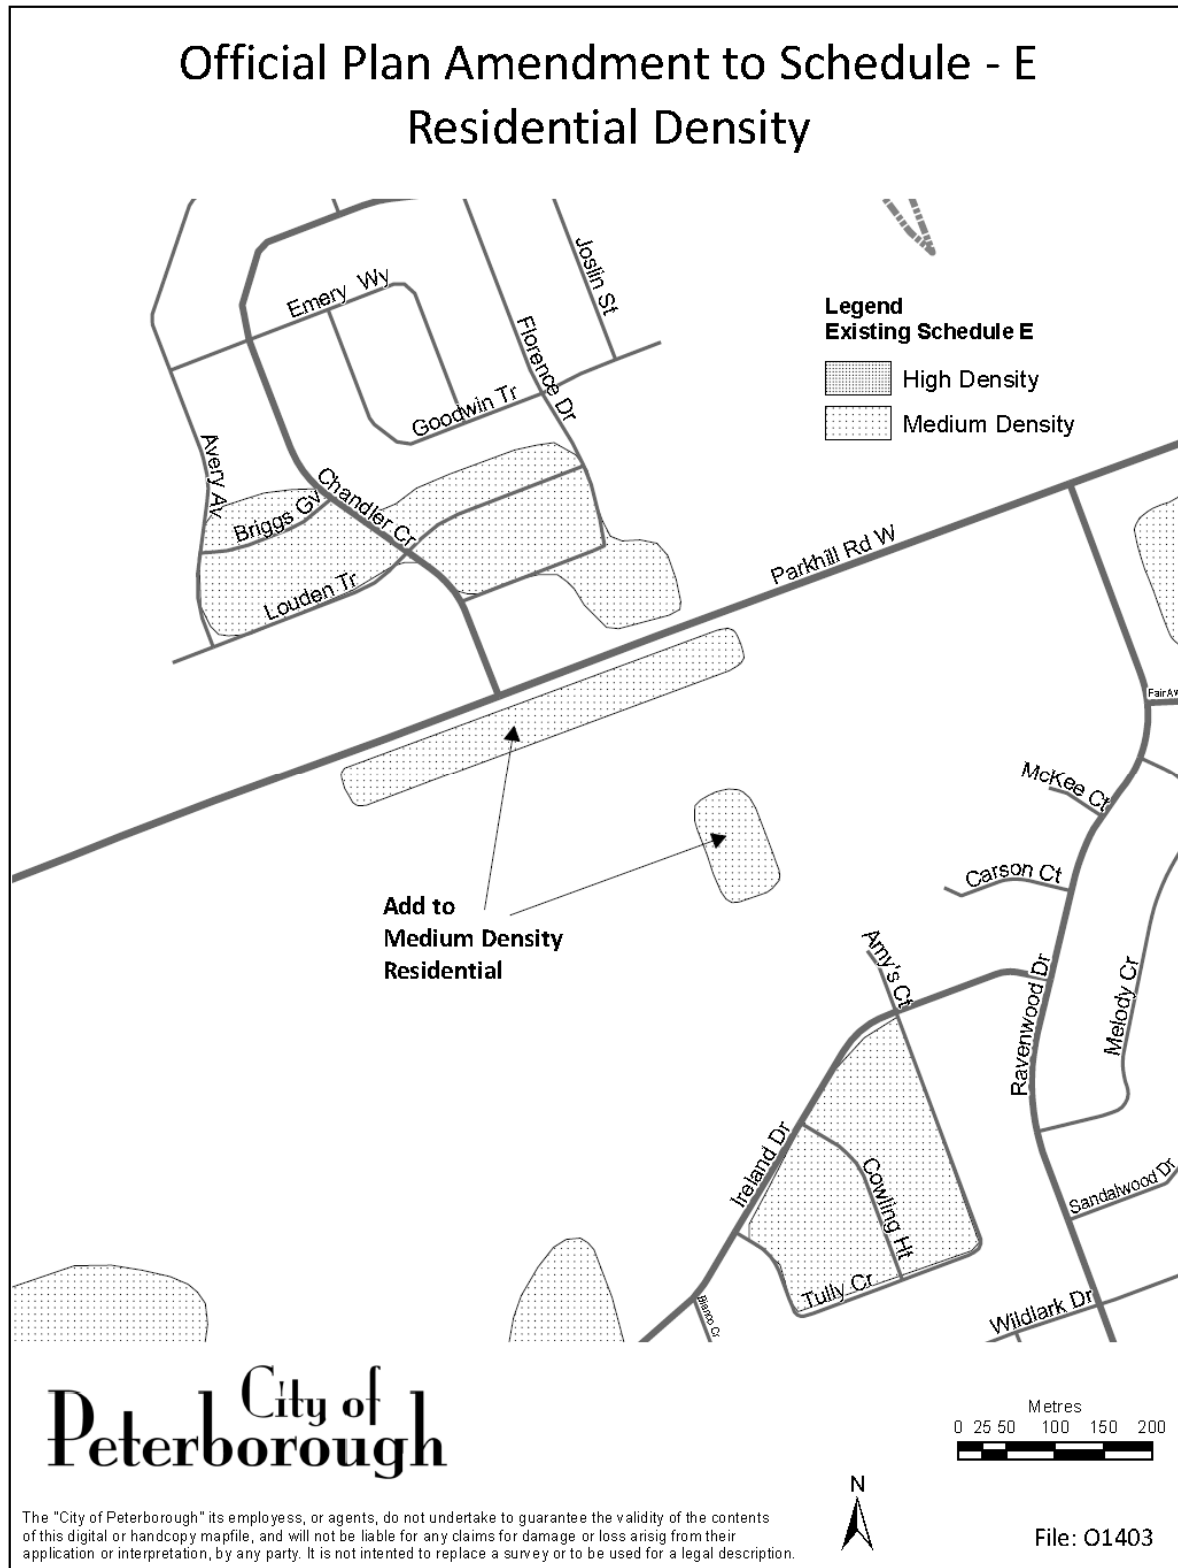 Official Plan Amendment to Schedule - E
Residential Density
Joslin St
Emery Wy
Legend
Existing Schedule E
Florence Dr
High Density
Goodwin Tr
Medium Density
Avery Av
Chandler Cr
Briggs Gv
Parkhill Rd W
Louden Tr
Fair Av
McKee Ct
Carson Ct
Add to
Medium Density
Residential
Amy's Ct
Ravenwood Dr
Melody Cr
Ireland Dr
Cowling Ht
Sandalwood Dr
Tully Cr
Bianco Cr
Wildlark Dr
City of
Peterborough
Metres
0 25 50 100 150 200
N
The "City of Peterborough" its employess, or agents, do not undertake to guarantee the validity of the contents
of this digital or handcopy mapfile, and will not be liable for any claims for damage or loss arisig from their
application or interpretation, by any party. It is not intended to replace a survey or to be used for a legal description.
File: O1403